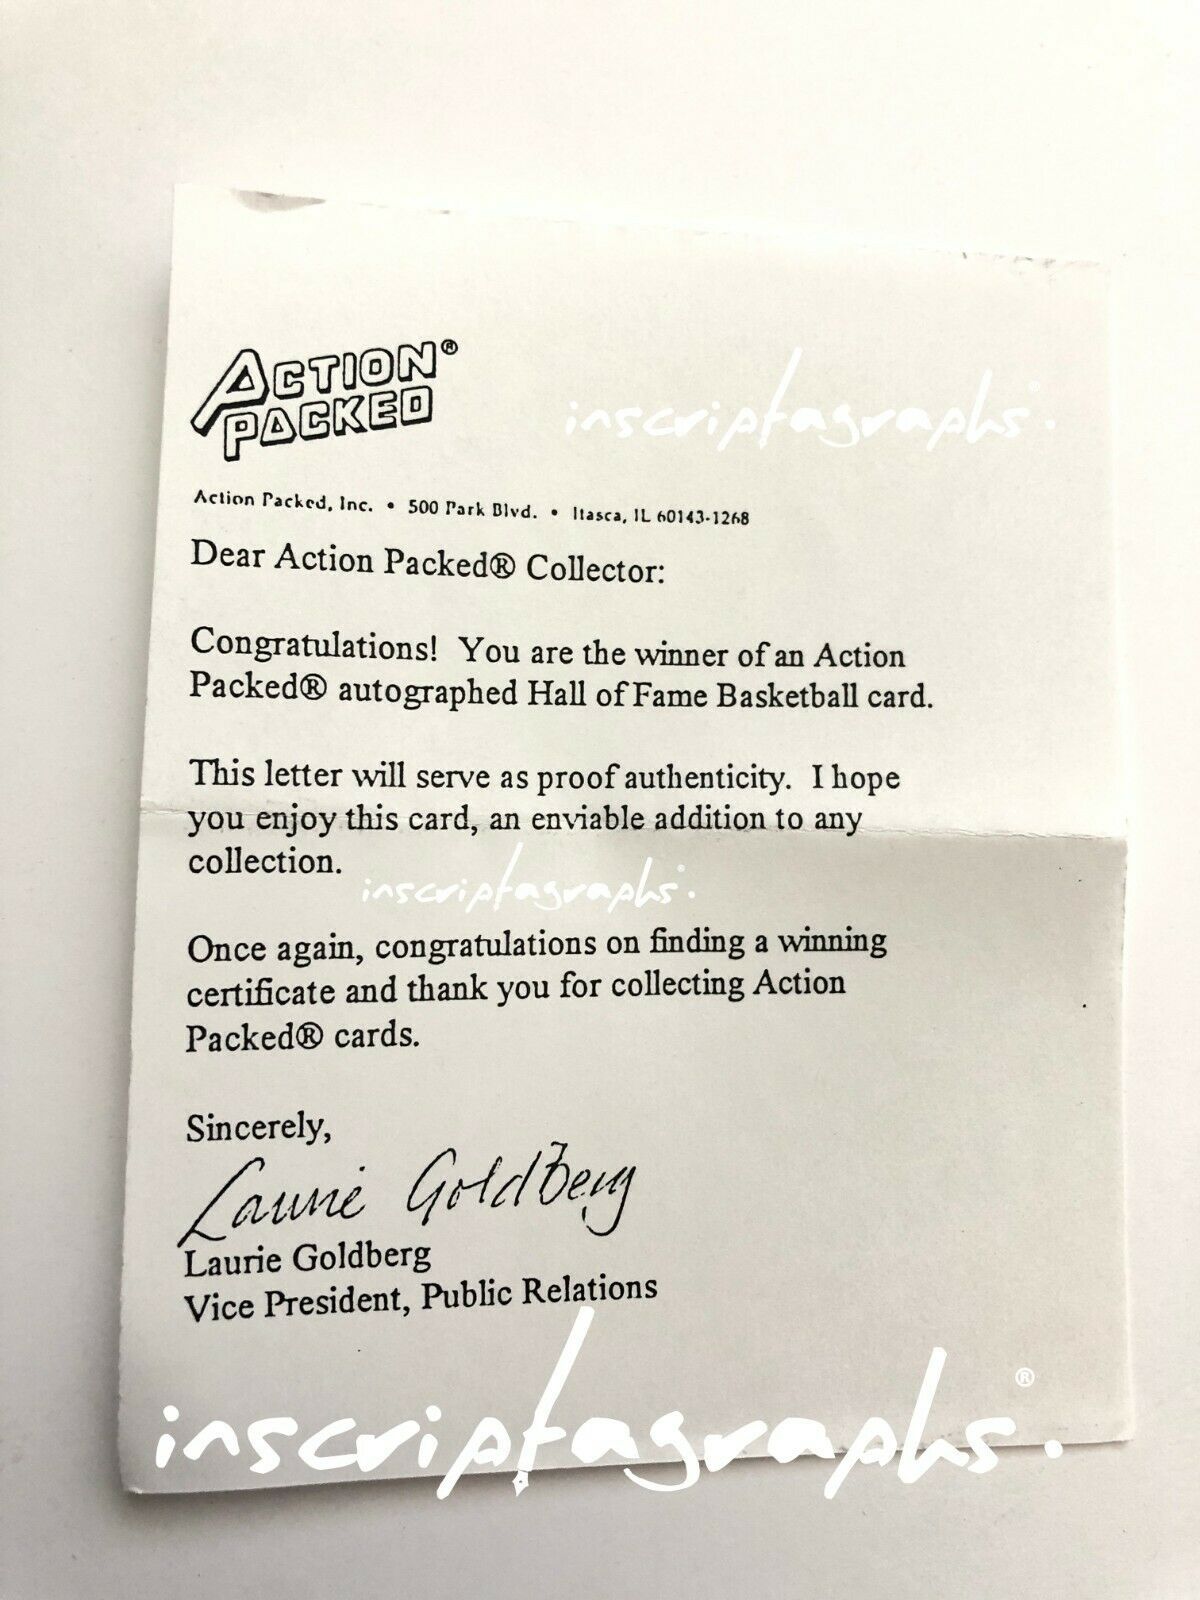 ACTION®
PACKED
inscriptagraphs®.
Action Packed, Inc. • 500 Park Blvd. • Itasca, IL 60143-1268
Dear Action Packed® Collector:
Congratulations!  You are the winner of an Action
Packed® autographed Hall of Fame Basketball card.
This letter will serve as proof authenticity.  I hope
you enjoy this card, an enviable addition to any
collection.
inscriptagraphs®.
Once again, congratulations on finding a winning
certificate and thank you for collecting Action
Packed® cards.
Sincerely,
Laurie Goldberg
Laurie Goldberg
Vice President, Public Relations
inscriptagraphs®.